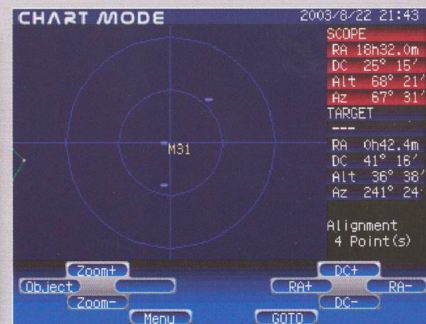 CHART MODE
2003/8/22 21:43
SCOPE
RA 18h32.0m
DC 25° 15′
Alt 68° 21′
Az 67° 31′
TARGET
---
RA 0h42.4m
DC 41° 16′
Alt 36° 38′
Az 241° 24′
M31
Alignment
4 Point(s)
Zoom+
DC+
Object
RA+
RA-
Zoom-
DC-
Menu
GOTO